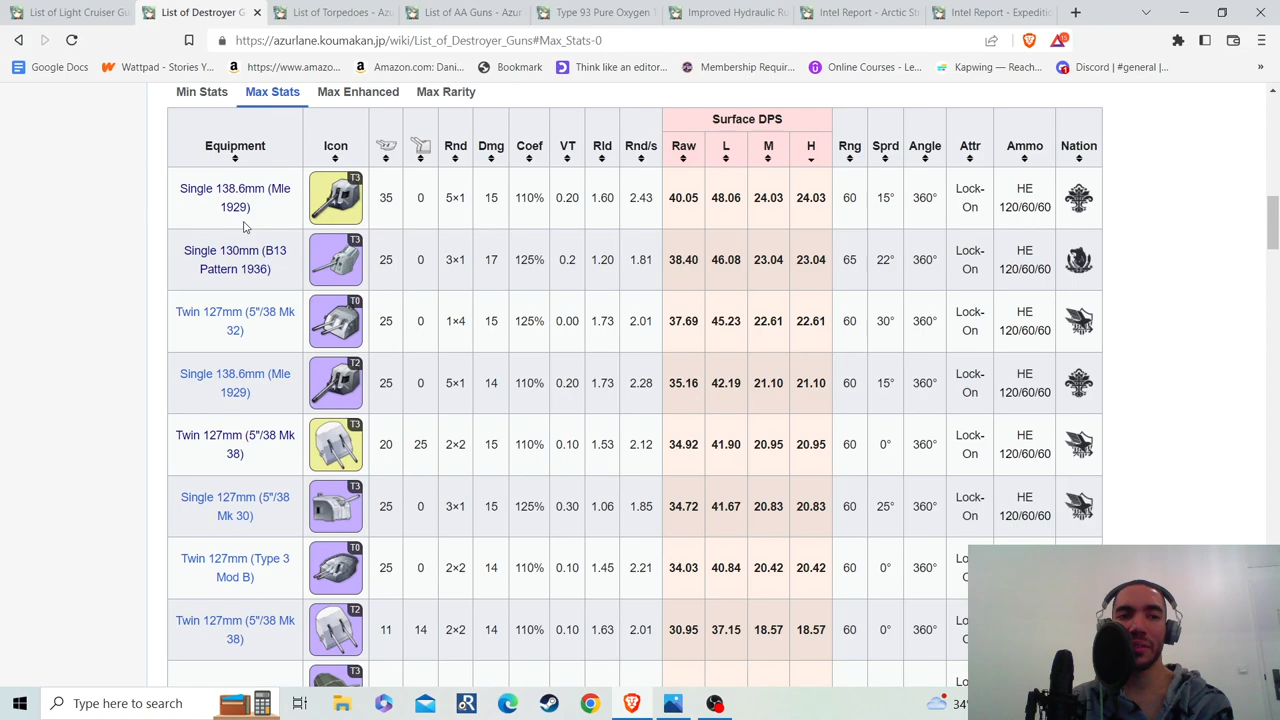 List of Light Cruiser Gu
List of Destroyer G
List of Torpedoes - Azu
List of AA Guns - Azur
Type 93 Pure Oxygen T
Improved Hydraulic Ru
Intel Report - Arctic St
Intel Report - Expeditio
https://azurlane.koumakan.jp/wiki/List_of_Destroyer_Guns#Max_Stats-0
Google Docs
Wattpad - Stories Y...
https://www.amazo...
Amazon.com: Dani...
Bookmark
Think like an editor...
Membership Requir...
Online Courses - Le...
Kapwing — Reach...
Discord | #general |...
Min Stats Max Stats Max Enhanced Max Rarity
Surface DPS
Equipment Icon Rnd Dmg Coef VT Rld Rnd/s Raw L M H Rng Sprd Angle Attr Ammo Nation
Single 138.6mm (Mle 1929) T3 35 0 5×1 15 110% 0.20 1.60 2.43 40.05 48.06 24.03 24.03 60 15° 360° Lock-On HE 120/60/60
Single 130mm (B13 Pattern 1936) T3 25 0 3×1 17 125% 0.2 1.20 1.81 38.40 46.08 23.04 23.04 65 22° 360° Lock-On HE 120/60/60
Twin 127mm (5"/38 Mk 32) T0 25 0 1×4 15 125% 0.00 1.73 2.01 37.69 45.23 22.61 22.61 60 30° 360° Lock-On HE 120/60/60
Single 138.6mm (Mle 1929) T2 25 0 5×1 14 110% 0.20 1.73 2.28 35.16 42.19 21.10 21.10 60 15° 360° Lock-On HE 120/60/60
Twin 127mm (5"/38 Mk 38) T3 20 25 2×2 15 110% 0.10 1.53 2.12 34.92 41.90 20.95 20.95 60 0° 360° Lock-On HE 120/60/60
Single 127mm (5"/38 Mk 30) T3 25 0 3×1 15 125% 0.30 1.06 1.85 34.72 41.67 20.83 20.83 60 25° 360° Lock-On HE 120/60/60
Twin 127mm (Type 3 Mod B) T0 25 0 2×2 14 110% 0.10 1.45 2.21 34.03 40.84 20.42 20.42 60 0° 360° Lo
Twin 127mm (5"/38 Mk 38) T2 11 14 2×2 14 110% 0.10 1.63 2.01 30.95 37.15 18.57 18.57 60 0° 360° Lo
T3
Lo
Type here to search
34°